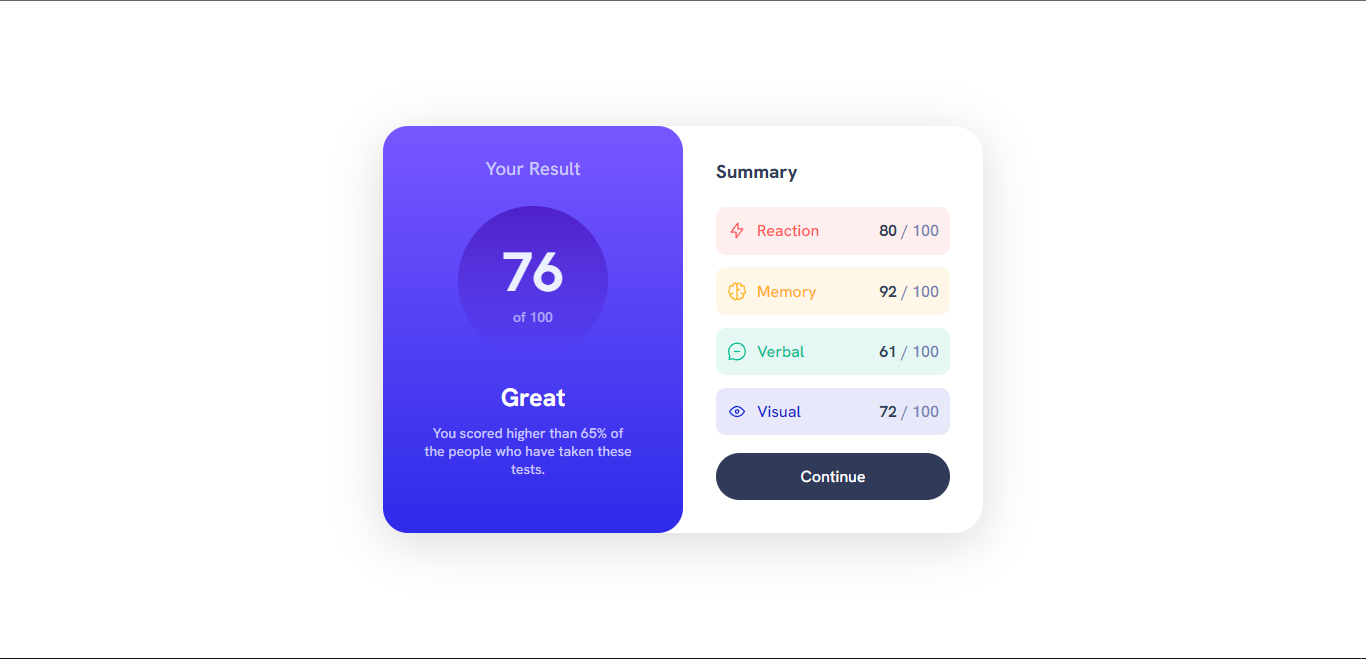 Your Result
76
of 100
Great
You scored higher than 65% of
the people who have taken these
tests.
Summary
Reaction 80 / 100
Memory 92 / 100
Verbal 61 / 100
Visual 72 / 100
Continue